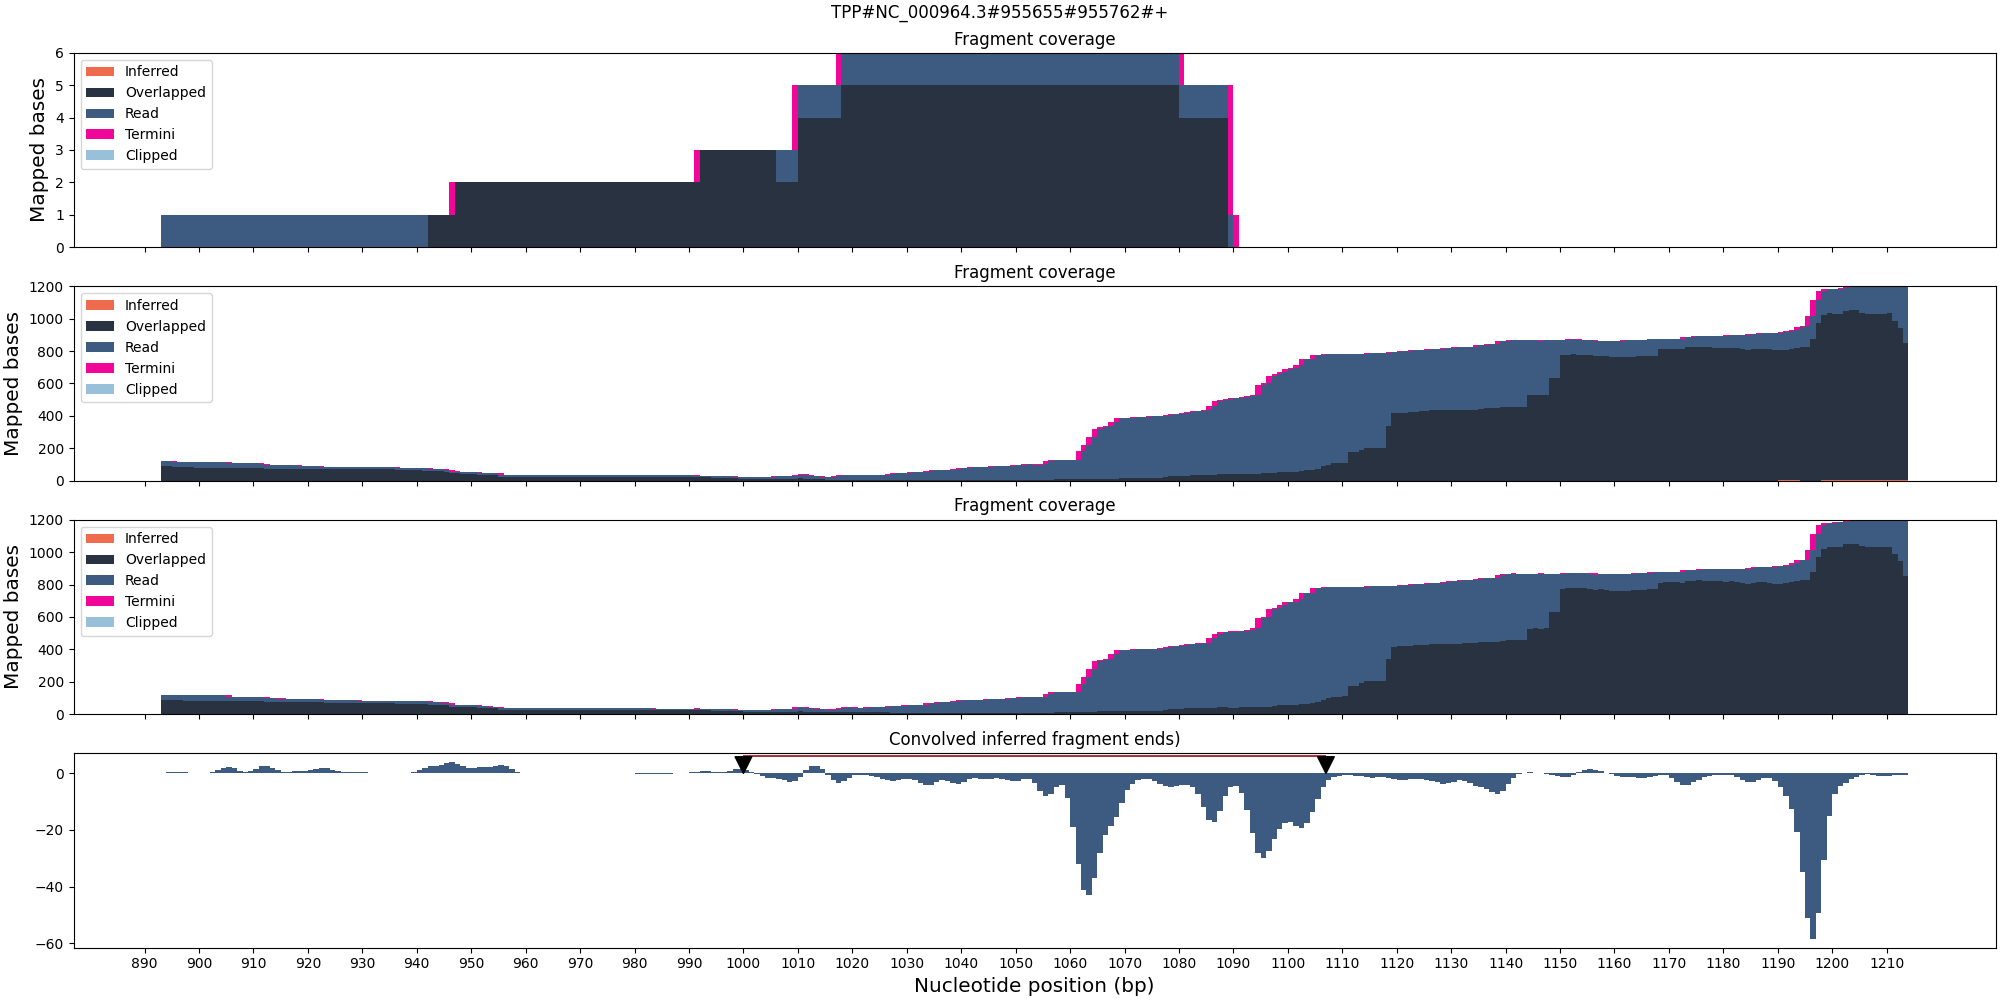 TPP#NC_000964.3#955655#955762#+
Fragment coverage
Mapped bases
6
5
4
3
2
1
0
Inferred
Overlapped
Read
Termini
Clipped
Fragment coverage
Mapped bases
1200
1000
800
600
400
200
0
Inferred
Overlapped
Read
Termini
Clipped
Fragment coverage
Mapped bases
1200
1000
800
600
400
200
0
Inferred
Overlapped
Read
Termini
Clipped
Convolved inferred fragment ends)
0
−20
−40
−60
890 900 910 920 930 940 950 960 970 980 990 1000 1010 1020 1030 1040 1050 1060 1070 1080 1090 1100 1110 1120 1130 1140 1150 1160 1170 1180 1190 1200 1210
Nucleotide position (bp)